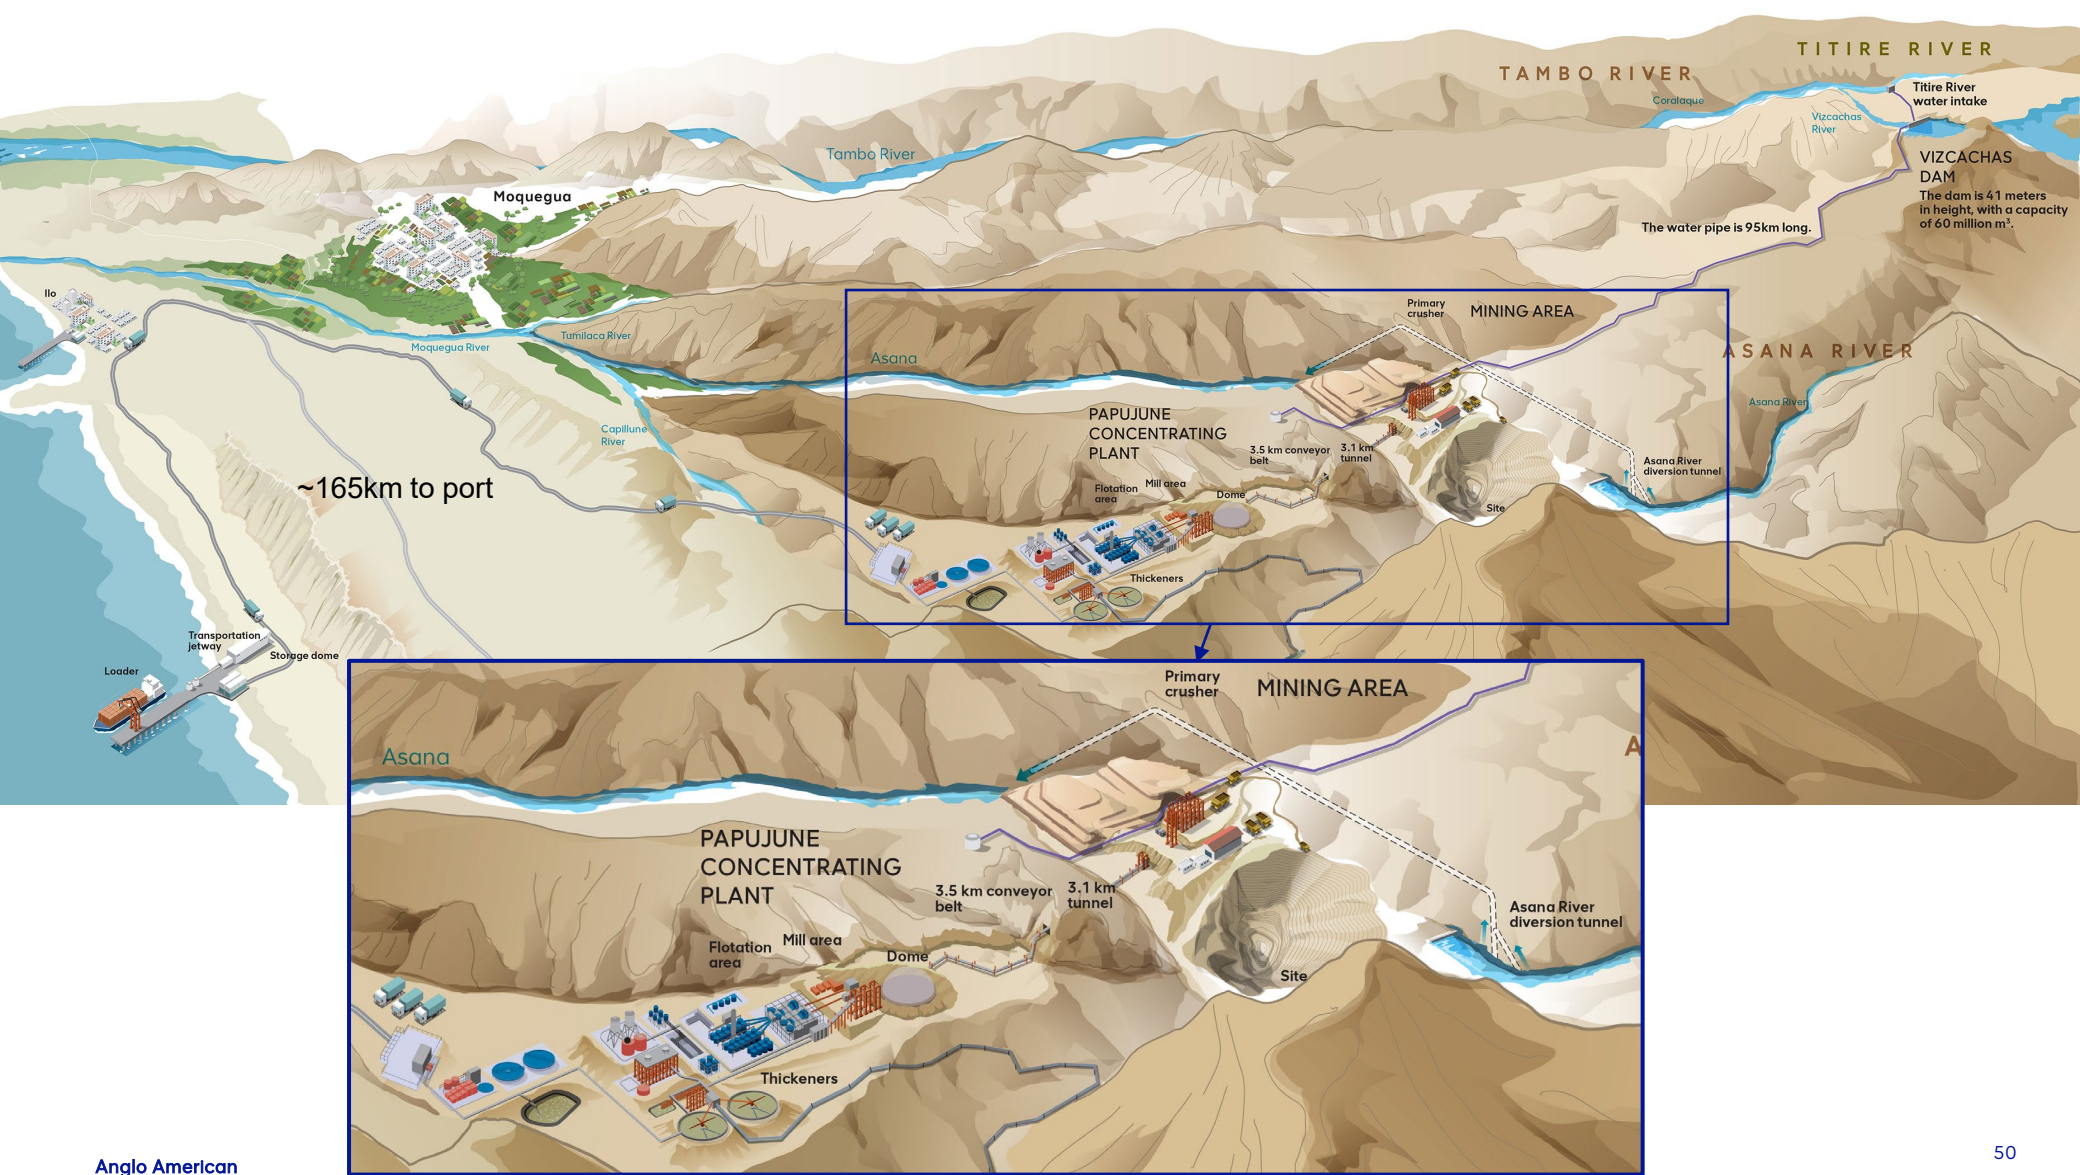 TITIRE RIVER
TAMBO RIVER
Titire River
water intake
Coralaque
Vizcachas
River
VIZCACHAS
DAM
The dam is 41 meters
in height, with a capacity
of 60 million m³.
Tambo River
Moquegua
The water pipe is 95km long.
Ilo
Primary
crusher
MINING AREA
Tumilaca River
Moquegua River
Asana
ASANA RIVER
Asana River
PAPUJUNE
CONCENTRATING
PLANT
Capillune
River
3.5 km conveyor
belt
3.1 km
tunnel
Asana River
diversion tunnel
~165km to port
Flotation
area
Mill area
Dome
Site
Thickeners
Transportation
jetway
Storage dome
Loader
Primary
crusher
MINING AREA
Asana
A
PAPUJUNE
CONCENTRATING
PLANT
3.5 km conveyor
belt
3.1 km
tunnel
Asana River
diversion tunnel
Flotation
area
Mill area
Dome
Site
Thickeners
Anglo American
50